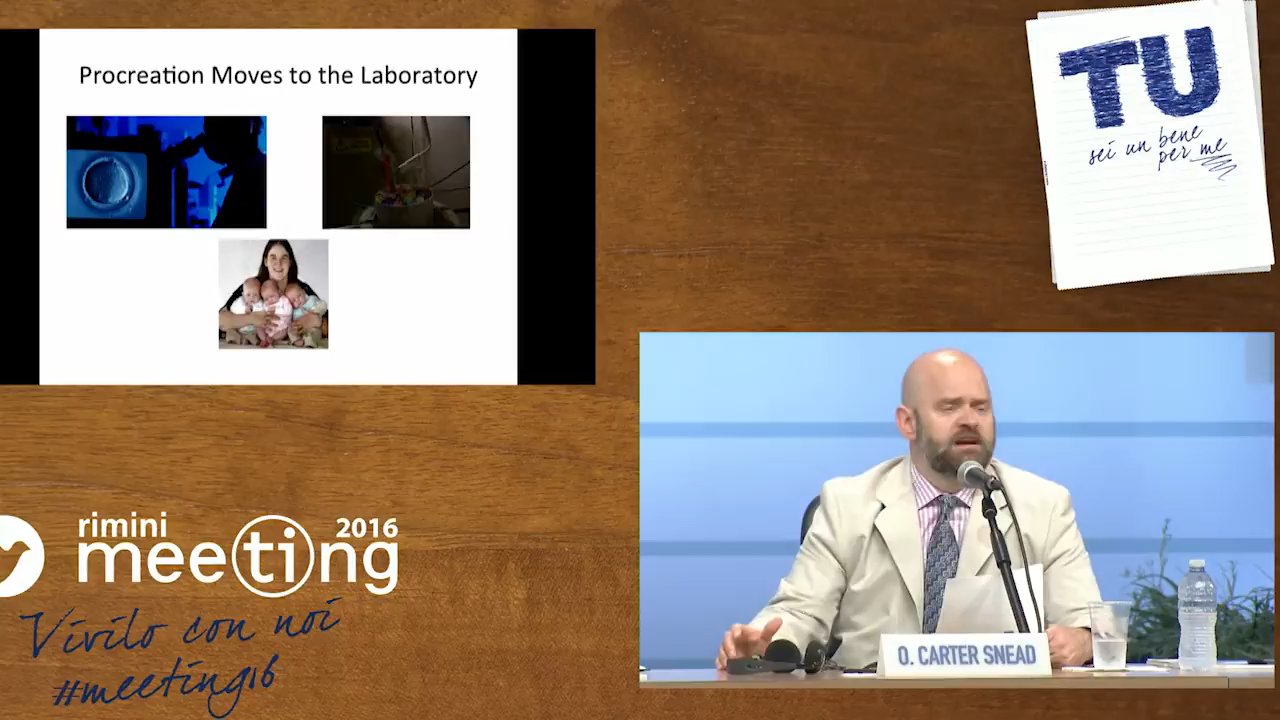 Procreation Moves to the Laboratory
TU
sei un bene
per me
O. CARTER SNEAD
rimini
meeting
2016
Vivilo con noi
#meeting16